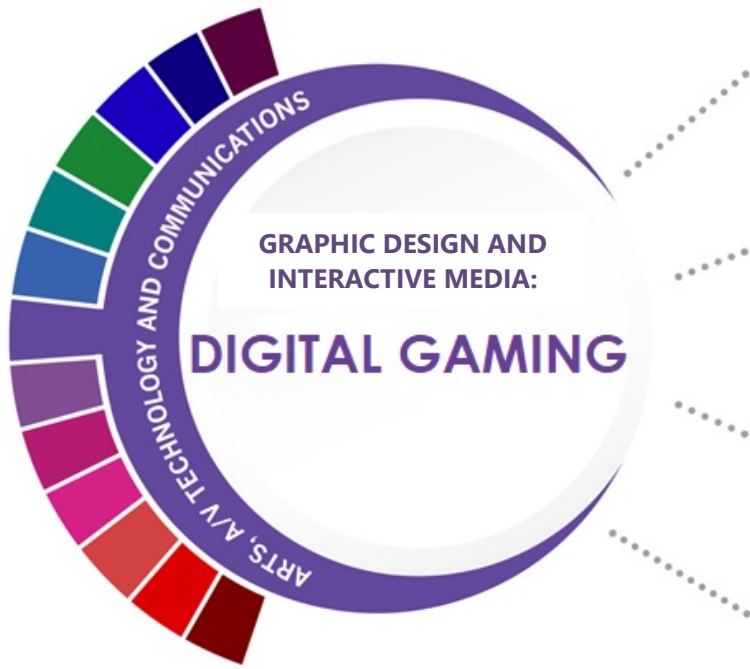 ARTS, A/V TECHNOLOGY AND COMMUNICATIONS
GRAPHIC DESIGN AND
INTERACTIVE MEDIA:
DIGITAL GAMING